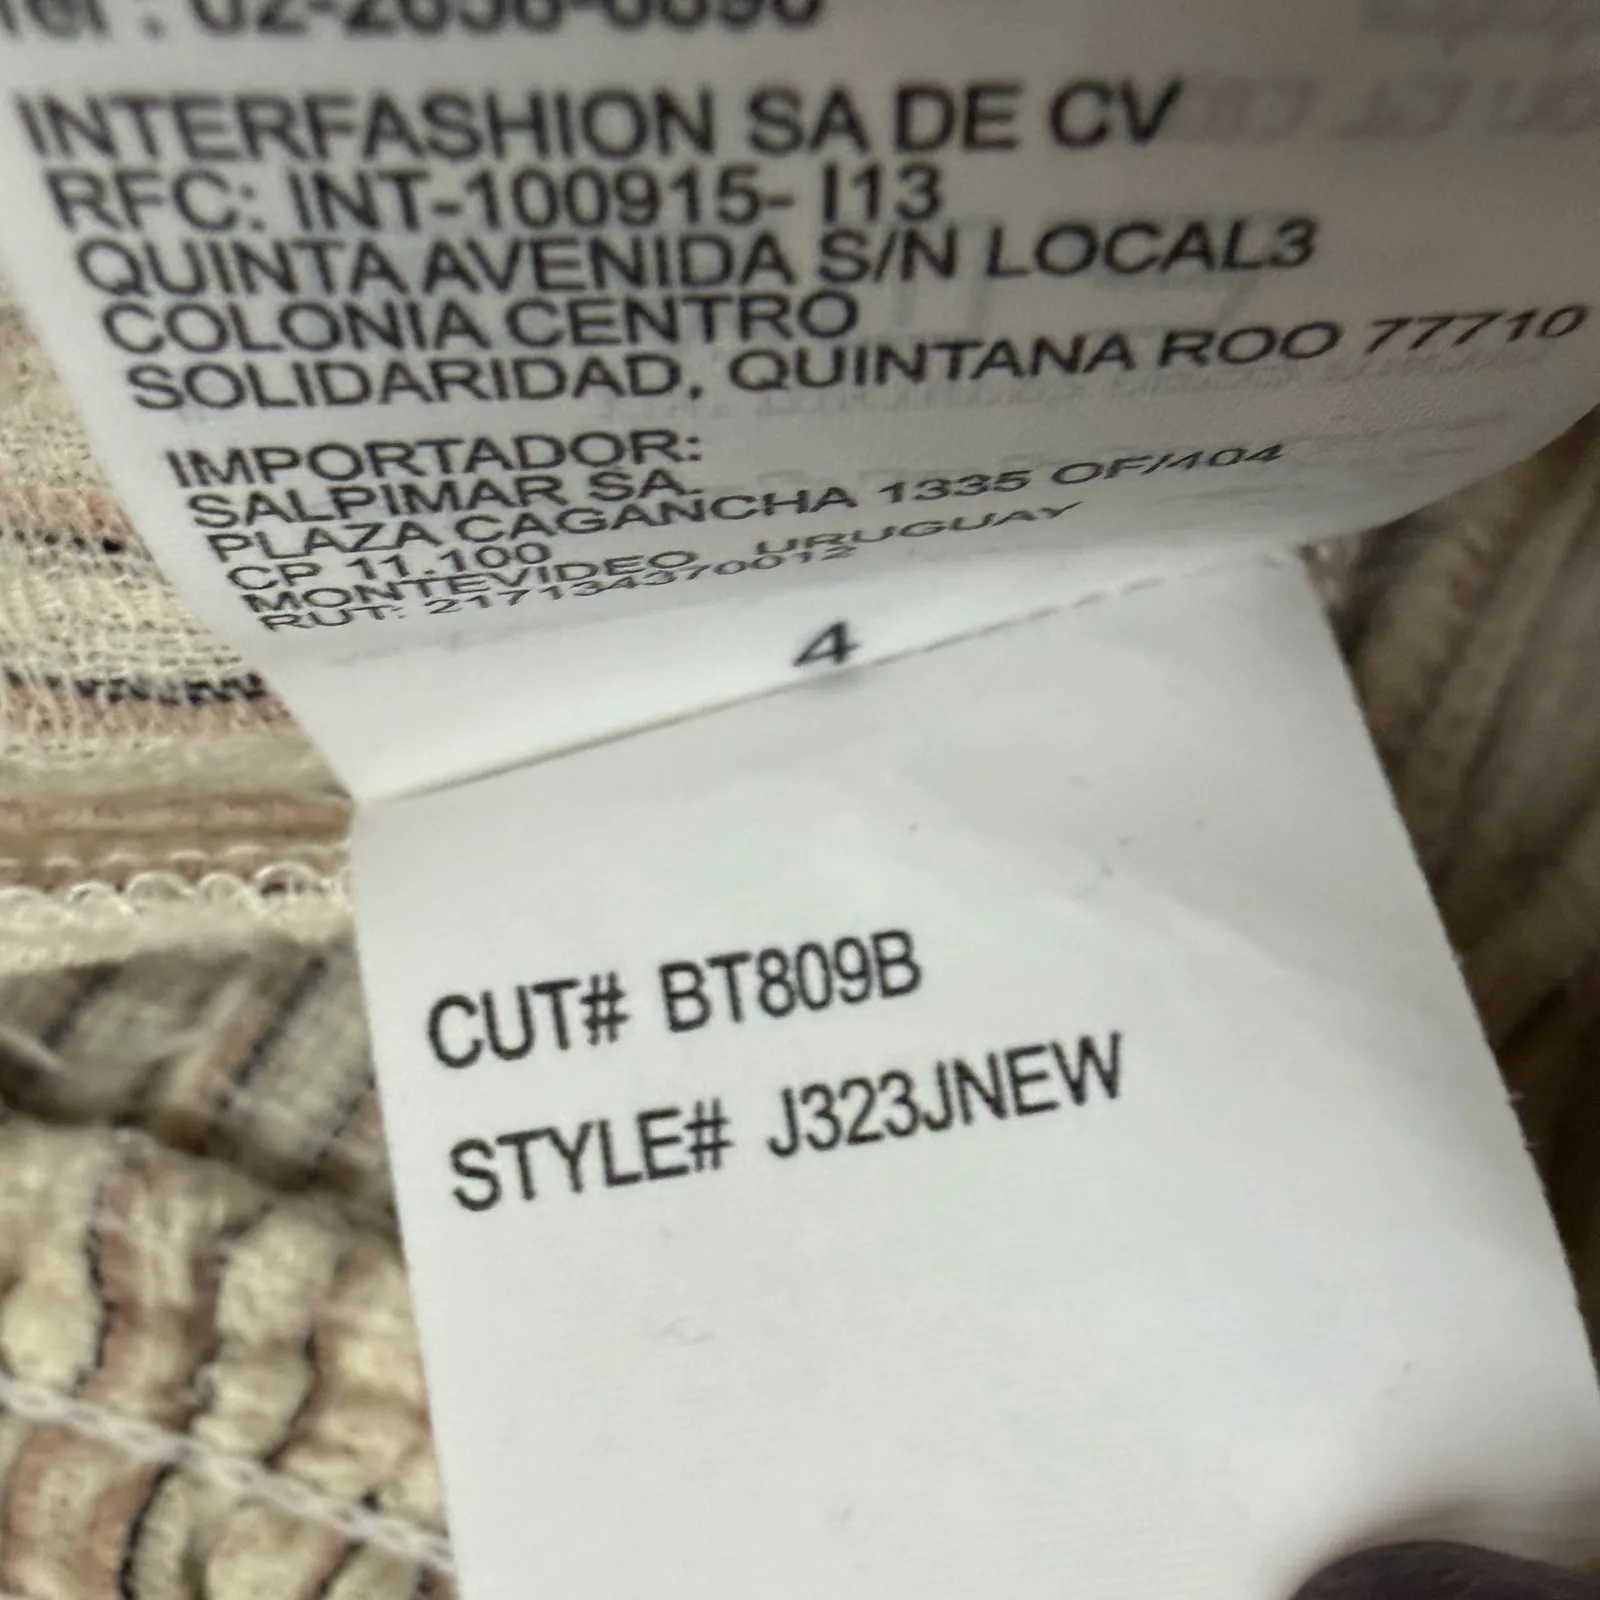 INTERFASHION SA DE CV
RFC: INT-100915- I13
QUINTA AVENIDA S/N LOCAL3
COLONIA CENTRO
SOLIDARIDAD, QUINTANA ROO 77710
IMPORTADOR:
SALPIMAR SA.
PLAZA CAGANCHA 1335 OF/404
CP 11.100
MONTEVIDEO URUGUAY
RUT: 217134370012
4
CUT# BT809B
STYLE# J323JNEW